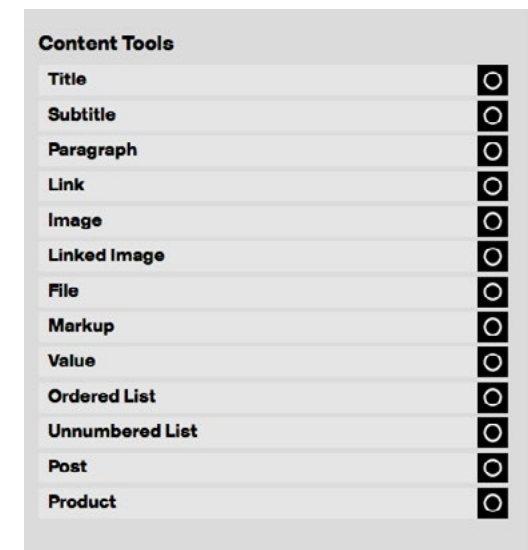 Content Tools
Title
Subtitle
Paragraph
Link
Image
Linked Image
File
Markup
Value
Ordered List
Unnumbered List
Post
Product